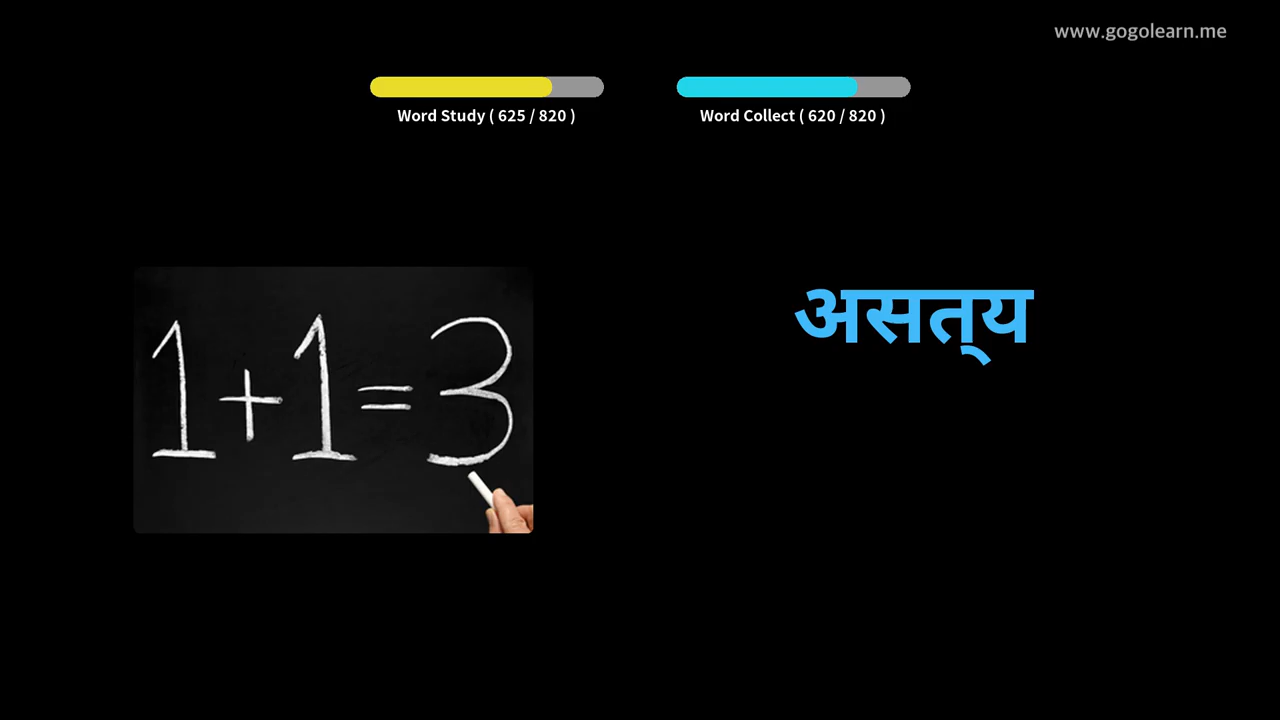 www.gogolearn.me
Word Study ( 625 / 820 )
Word Collect ( 620 / 820 )
1+1=3
असत्य